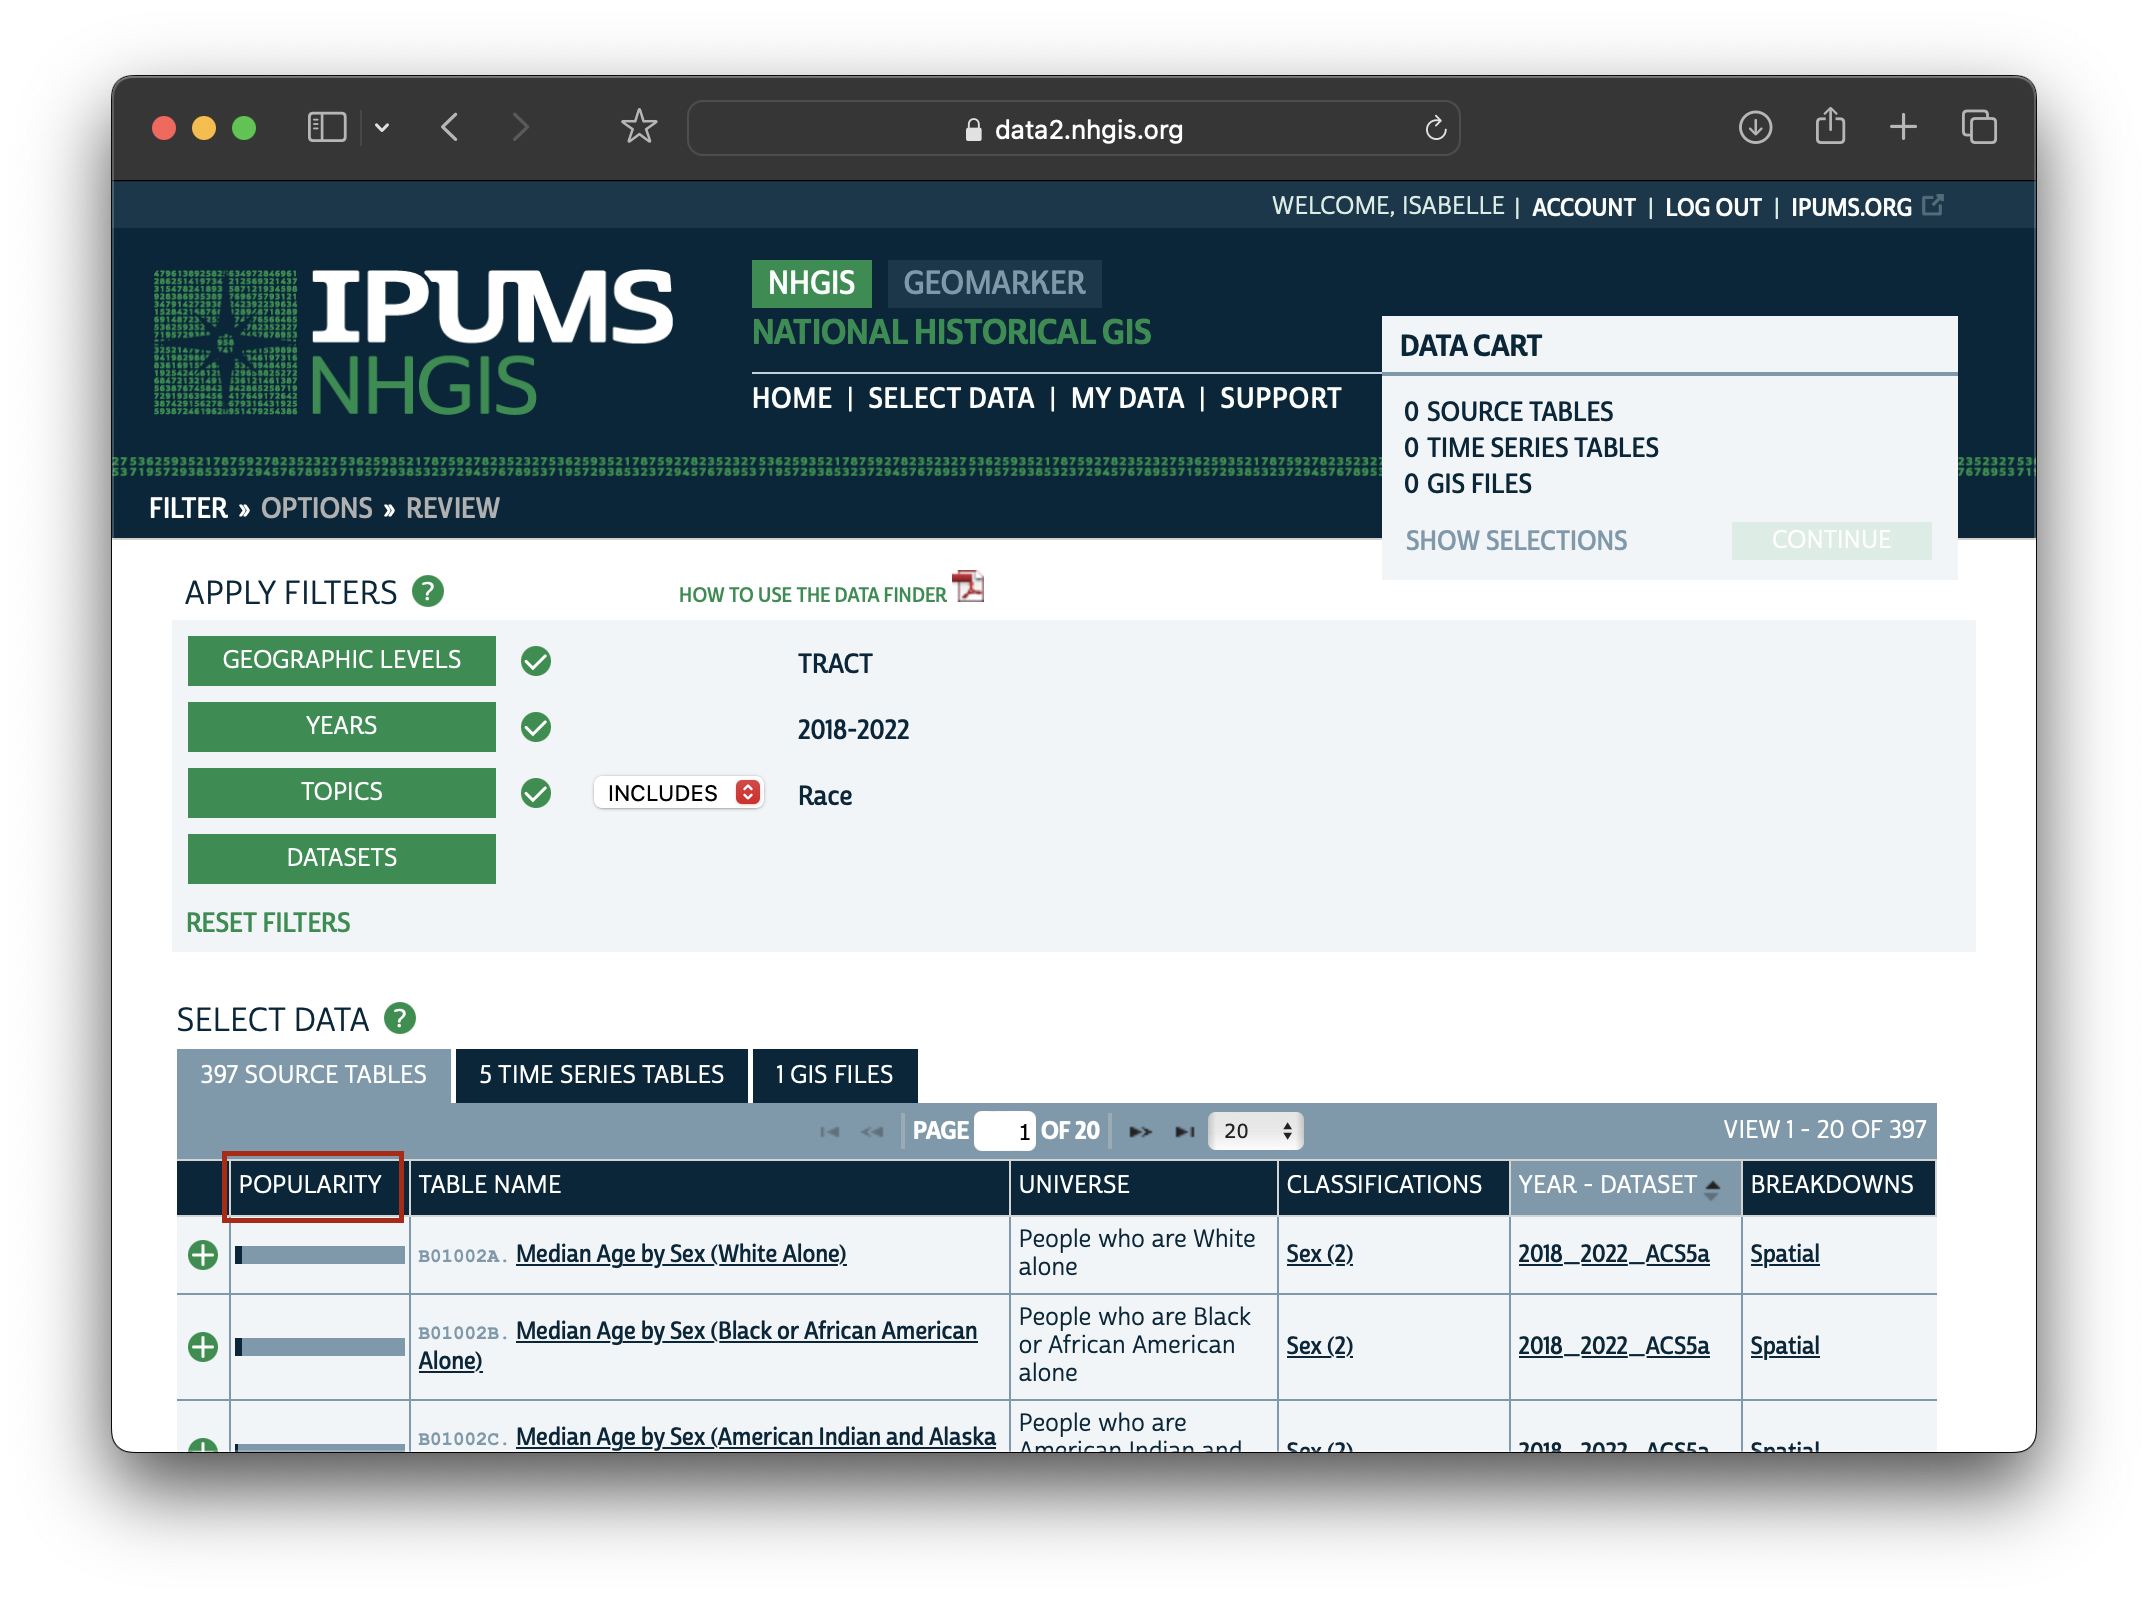 data2.nhgis.org
WELCOME, ISABELLE | ACCOUNT | LOG OUT | IPUMS.ORG
IPUMS
NHGIS
NHGIS GEOMARKER
NATIONAL HISTORICAL GIS
HOME | SELECT DATA | MY DATA | SUPPORT
DATA CART
0 SOURCE TABLES
0 TIME SERIES TABLES
0 GIS FILES
SHOW SELECTIONS CONTINUE
FILTER » OPTIONS » REVIEW
APPLY FILTERS ? HOW TO USE THE DATA FINDER
GEOGRAPHIC LEVELS TRACT
YEARS 2018-2022
TOPICS INCLUDES Race
DATASETS
RESET FILTERS
SELECT DATA ?
397 SOURCE TABLES 5 TIME SERIES TABLES 1 GIS FILES
PAGE 1 OF 20 20 VIEW 1 - 20 OF 397
POPULARITY TABLE NAME UNIVERSE CLASSIFICATIONS YEAR - DATASET BREAKDOWNS
B01002A. Median Age by Sex (White Alone) People who are White alone Sex (2) 2018_2022_ACS5a Spatial
B01002B. Median Age by Sex (Black or African American Alone) People who are Black or African American alone Sex (2) 2018_2022_ACS5a Spatial
B01002C. Median Age by Sex (American Indian and Alaska People who are American Indian and Sex (2) 2018_2022_ACS5a Spatial